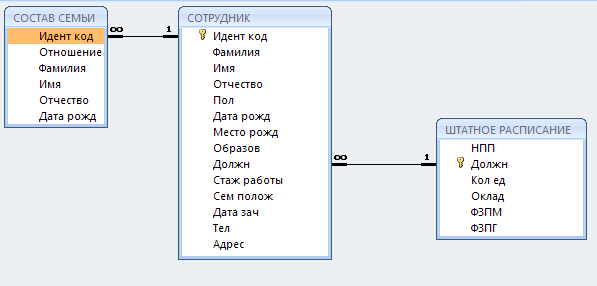 СОСТАВ СЕМЬИ
Идент код
Отношение
Фамилия
Имя
Отчество
Дата рожд
∞ 1
СОТРУДНИК
Идент код
Фамилия
Имя
Отчество
Пол
Дата рожд
Место рожд
Образов
Должн
Стаж работы
Сем полож
Дата зач
Тел
Адрес
∞ 1
ШТАТНОЕ РАСПИСАНИЕ
НПП
Должн
Кол ед
Оклад
ФЗПМ
ФЗПГ